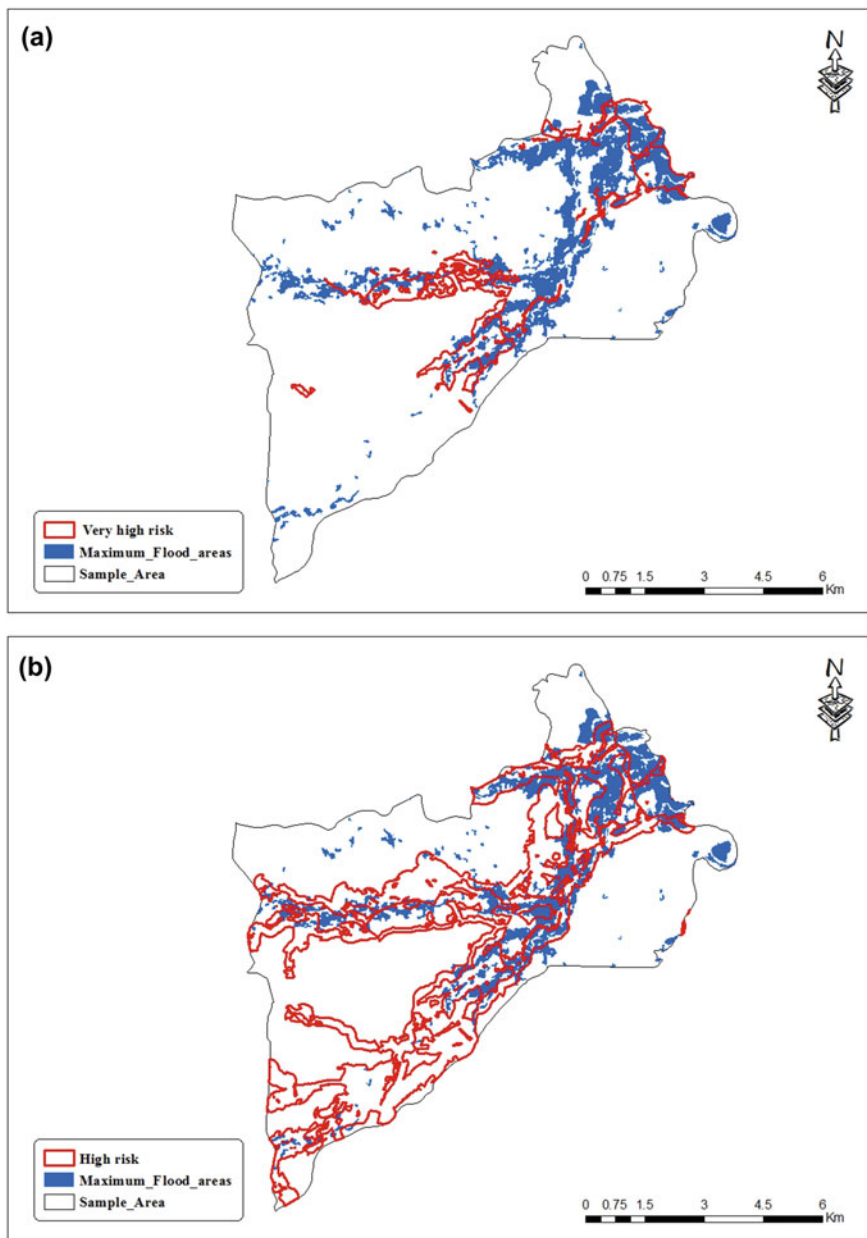 (a)
N
Very high risk
Maximum_Flood_areas
Sample_Area
0 0.75 1.5 3 4.5 6
Km
(b)
N
High risk
Maximum_Flood_areas
Sample_Area
0 0.75 1.5 3 4.5 6
Km